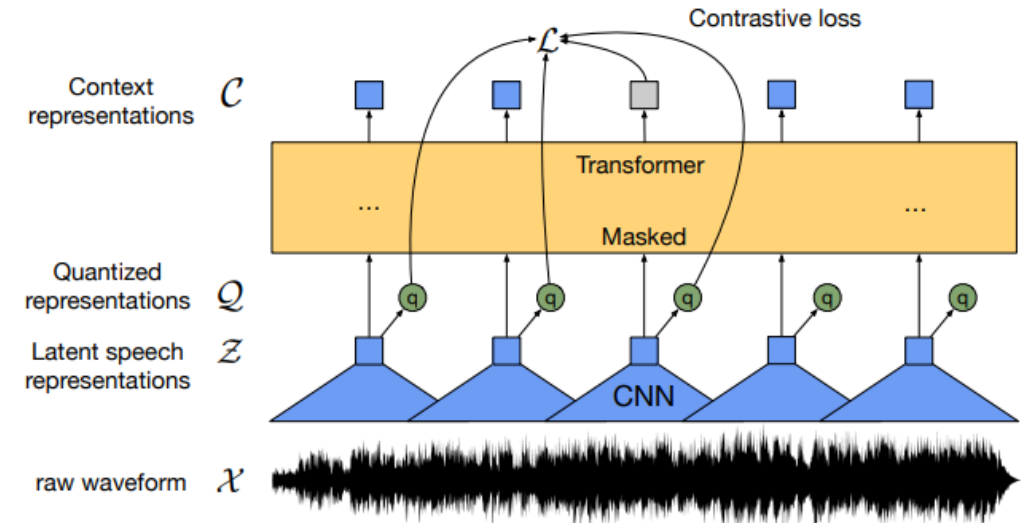 Contrastive loss
ℒ
Context
representations
𝒞
Transformer
...
...
Masked
Quantized
representations
𝒬
q
q
q
q
q
Latent speech
representations
𝒵
CNN
raw waveform
𝒳